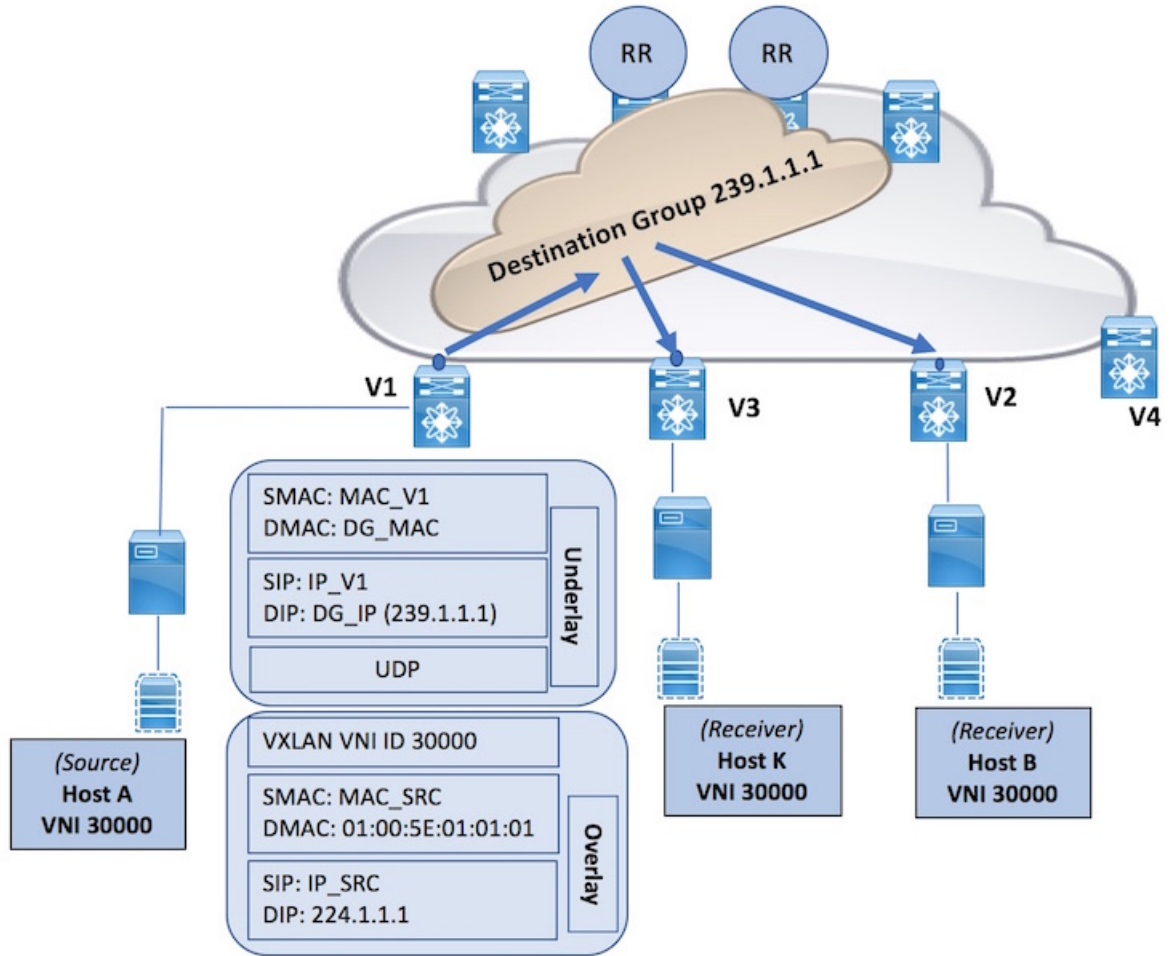 RR
RR
Destination Group 239.1.1.1
V1
V3
V2
V4
SMAC: MAC_V1
DMAC: DG_MAC
SIP: IP_V1
DIP: DG_IP (239.1.1.1)
UDP
Underlay
VXLAN VNI ID 30000
SMAC: MAC_SRC
DMAC: 01:00:5E:01:01:01
SIP: IP_SRC
DIP: 224.1.1.1
Overlay
(Source)
Host A
VNI 30000
(Receiver)
Host K
VNI 30000
(Receiver)
Host B
VNI 30000